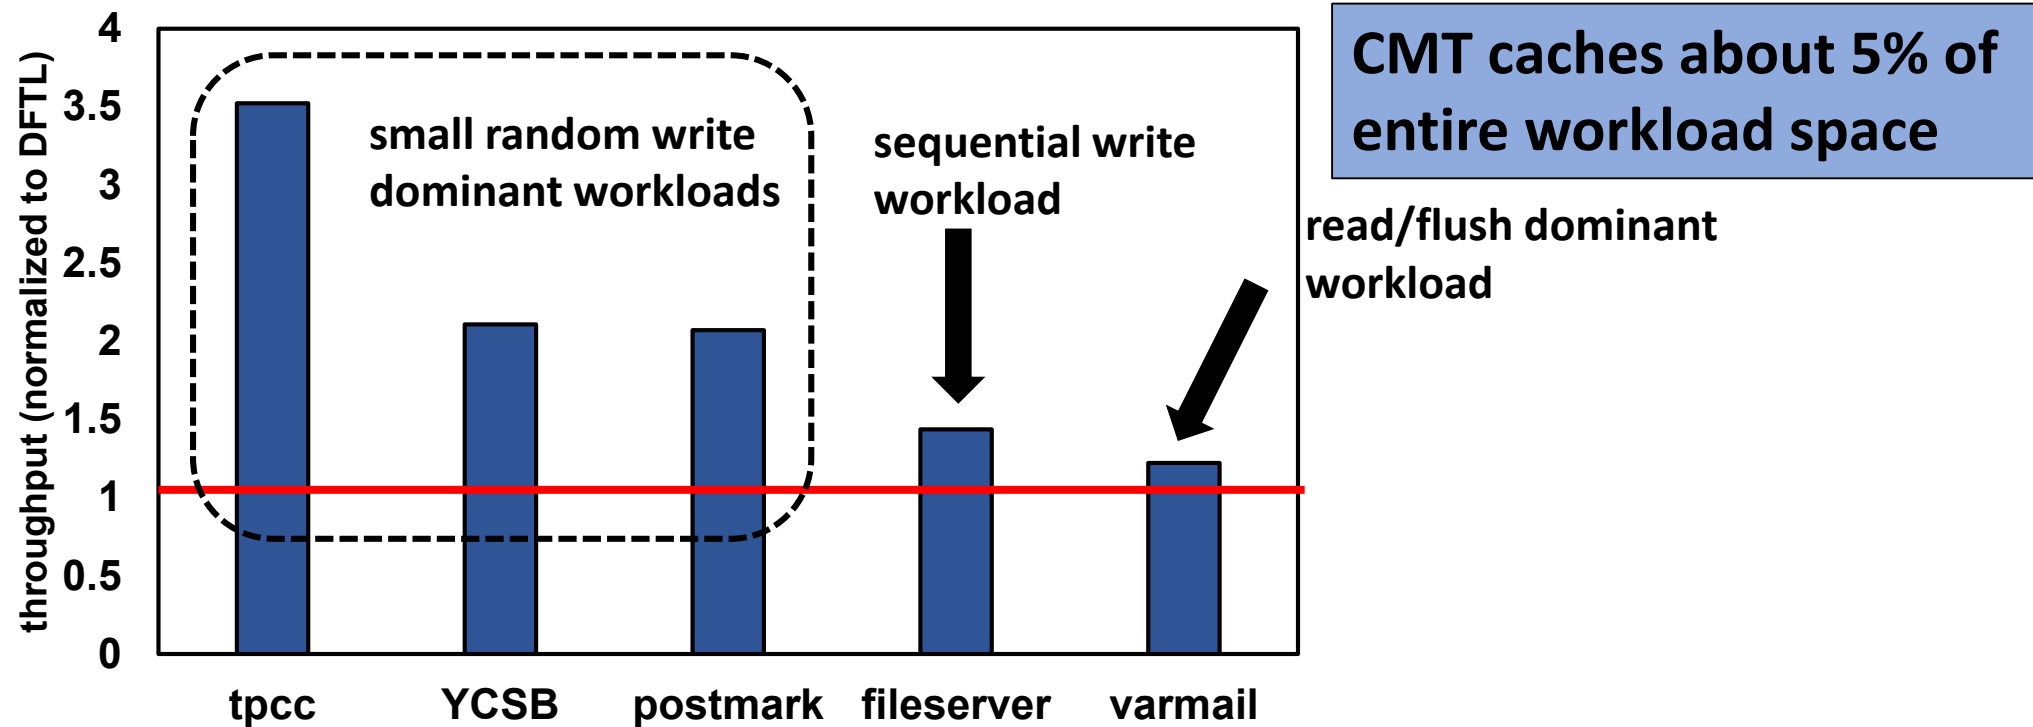 throughput (normalized to DFTL)
4
3.5
3
2.5
2
1.5
1
0.5
0
small random write
dominant workloads
sequential write
workload
CMT caches about 5% of
entire workload space
read/flush dominant
workload
tpcc YCSB postmark fileserver varmail